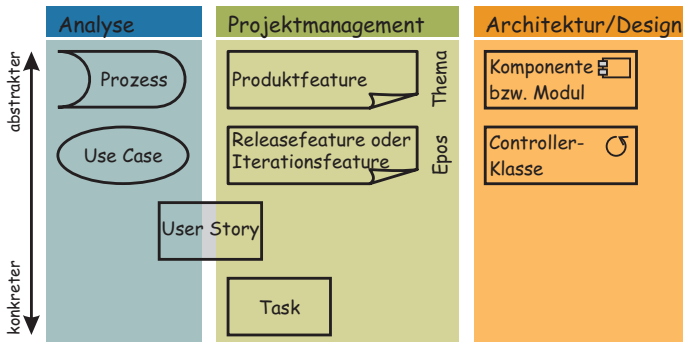 Analyse
Projektmanagement
Architektur/Design
abstrakter
konkreter
Prozess
Produktfeature
Thema
Komponente
bzw. Modul
Use Case
Releasefeature oder
Iterationsfeature
Epos
Controller-
Klasse
User Story
Task